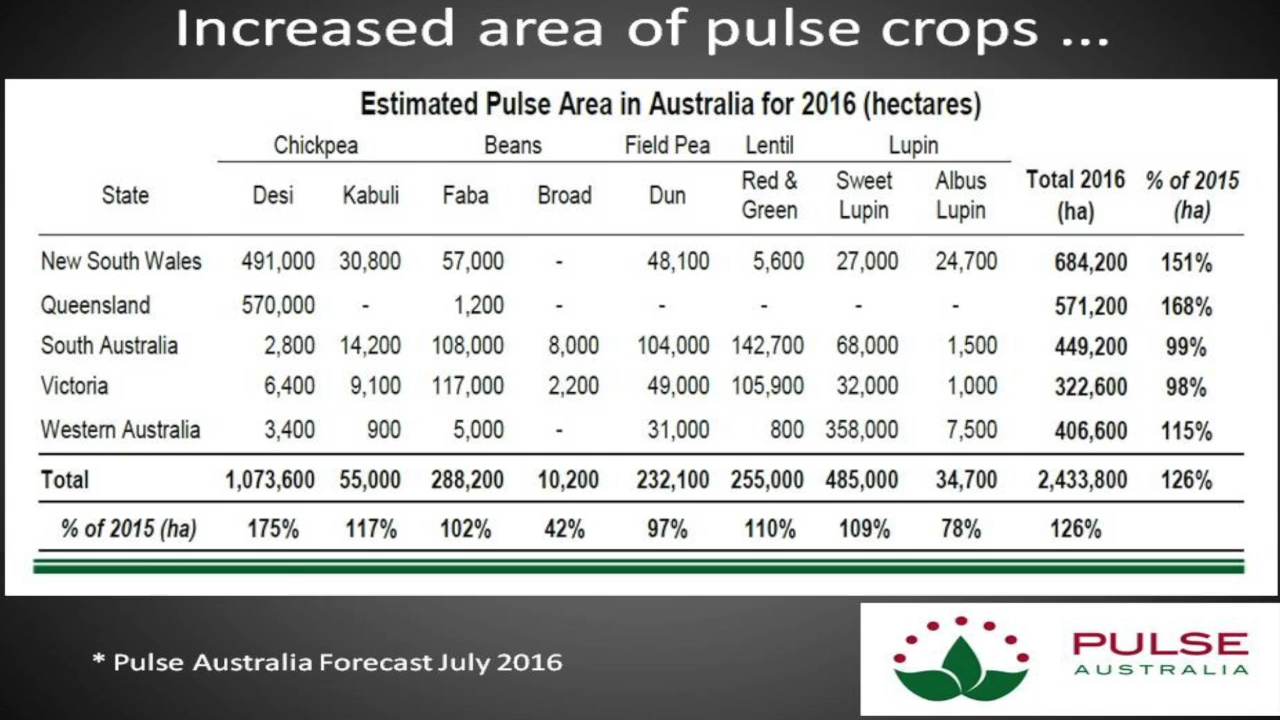 Increased area of pulse crops ...
Estimated Pulse Area in Australia for 2016 (hectares)
Chickpea Beans Field Pea Lentil Lupin
State Desi Kabuli Faba Broad Dun Red & Green Sweet Lupin Albus Lupin Total 2016 (ha) % of 2015 (ha)
New South Wales 491,000 30,800 57,000 - 48,100 5,600 27,000 24,700 684,200 151%
Queensland 570,000 - 1,200 - - - - - 571,200 168%
South Australia 2,800 14,200 108,000 8,000 104,000 142,700 68,000 1,500 449,200 99%
Victoria 6,400 9,100 117,000 2,200 49,000 105,900 32,000 1,000 322,600 98%
Western Australia 3,400 900 5,000 - 31,000 800 358,000 7,500 406,600 115%
Total 1,073,600 55,000 288,200 10,200 232,100 255,000 485,000 34,700 2,433,800 126%
% of 2015 (ha) 175% 117% 102% 42% 97% 110% 109% 78% 126%
* Pulse Australia Forecast July 2016
PULSE
AUSTRALIA